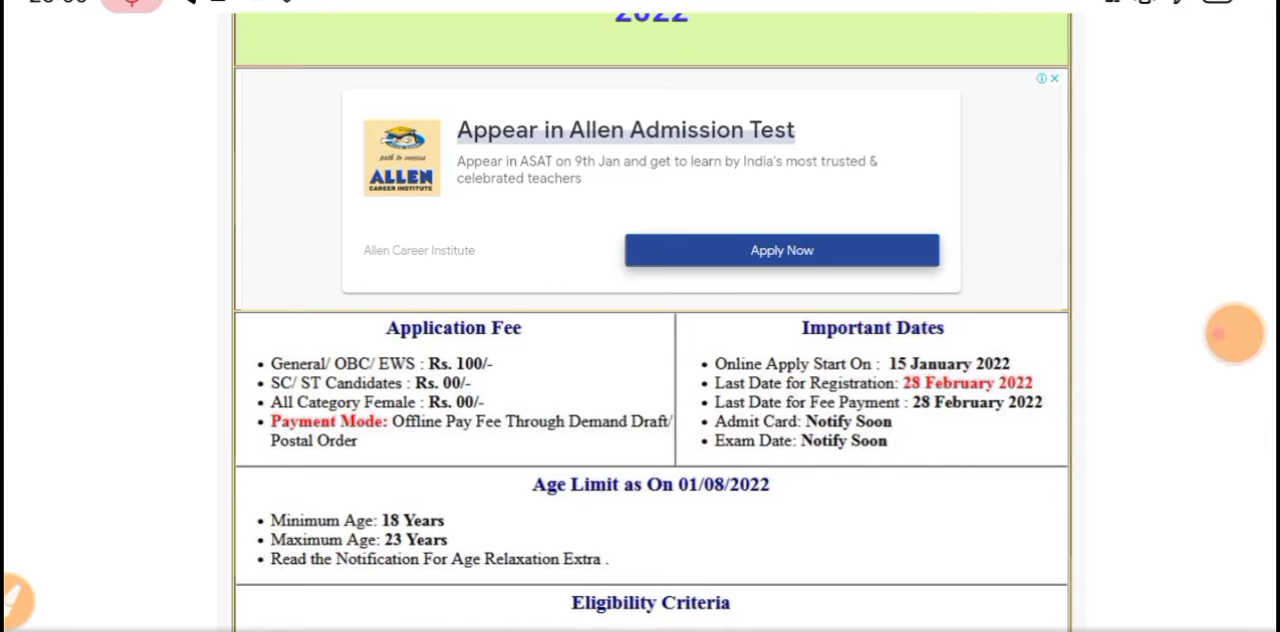 2022
Appear in Allen Admission Test
Appear in ASAT on 9th Jan and get to learn by India's most trusted &
celebrated teachers
path to success
ALLEN
CAREER INSTITUTE
Allen Career Institute
Apply Now
Application Fee
• General/ OBC/ EWS : Rs. 100/-
• SC/ ST Candidates : Rs. 00/-
• All Category Female : Rs. 00/-
• Payment Mode: Offline Pay Fee Through Demand Draft/
Postal Order
Important Dates
• Online Apply Start On : 15 January 2022
• Last Date for Registration: 28 February 2022
• Last Date for Fee Payment : 28 February 2022
• Admit Card: Notify Soon
• Exam Date: Notify Soon
Age Limit as On 01/08/2022
• Minimum Age: 18 Years
• Maximum Age: 23 Years
• Read the Notification For Age Relaxation Extra .
Eligibility Criteria